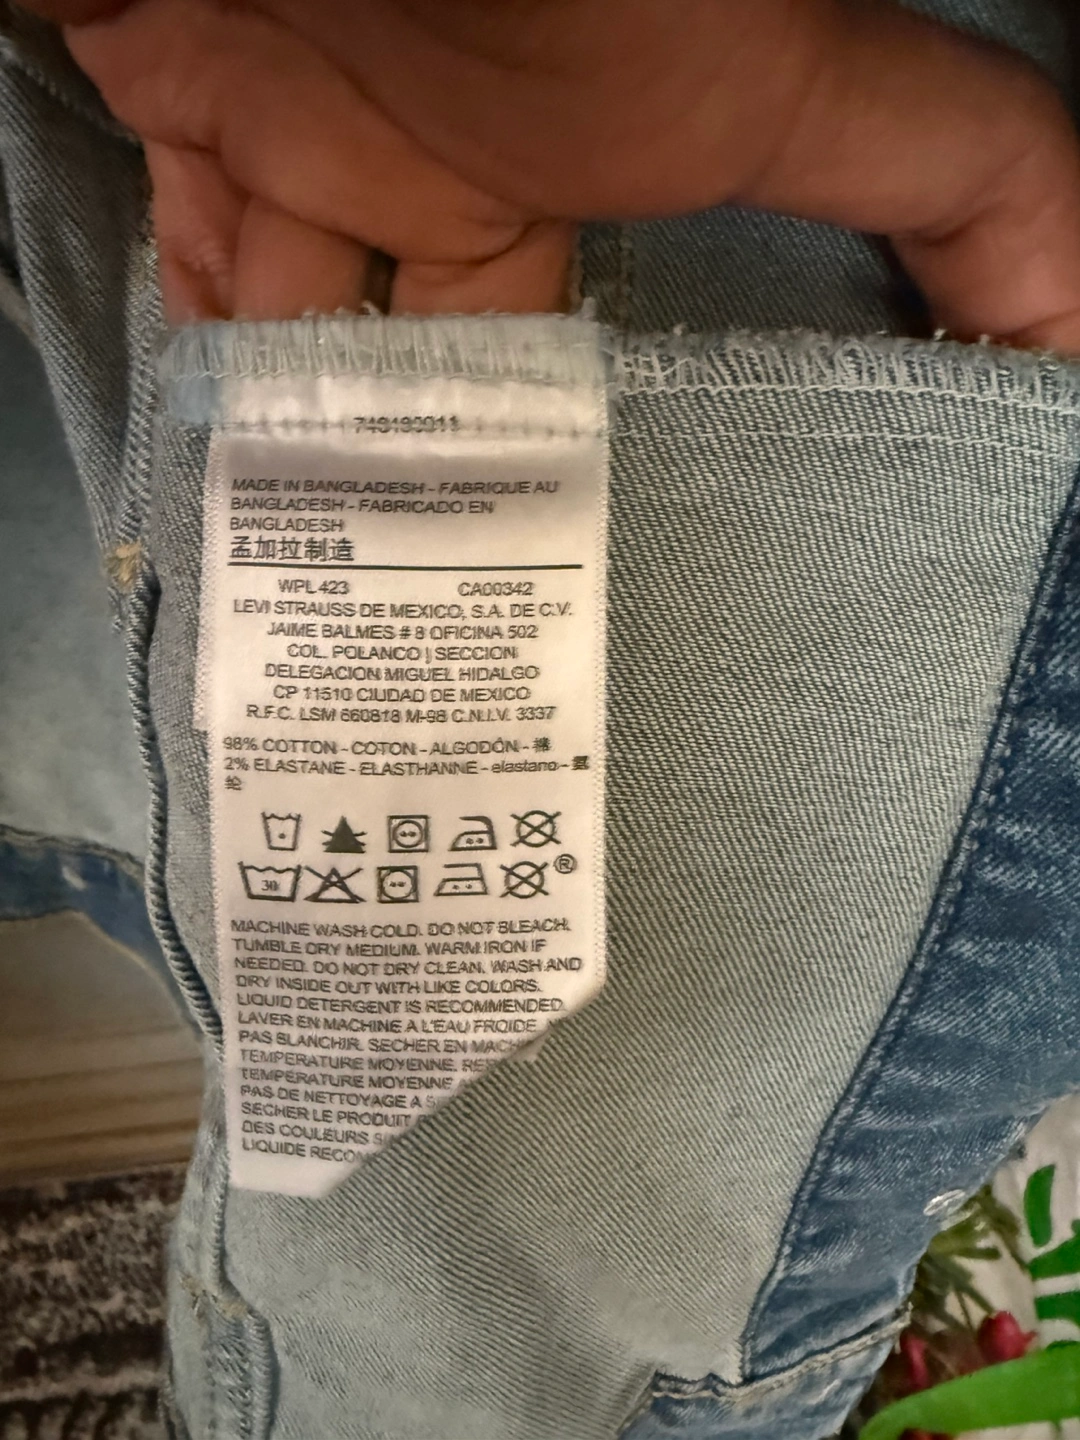 749190011
MADE IN BANGLADESH - FABRIQUE AU
BANGLADESH - FABRICADO EN
BANGLADESH
孟加拉制造
WPL 423 CA00342
LEVI STRAUSS DE MEXICO, S.A. DE C.V.
JAIME BALMES # 8 OFICINA 502
COL. POLANCO I SECCION
DELEGACION MIGUEL HIDALGO
CP 11510 CIUDAD DE MEXICO
R.F.C. LSM 660818 M-98 C.N.I.V. 3337
98% COTTON - COTON - ALGODÓN - 棉
2% ELASTANE - ELASTHANNE - elastano - 氨
纶
30
®
MACHINE WASH COLD. DO NOT BLEACH.
TUMBLE DRY MEDIUM. WARM IRON IF
NEEDED. DO NOT DRY CLEAN. WASH AND
DRY INSIDE OUT WITH LIKE COLORS.
LIQUID DETERGENT IS RECOMMENDED.
LAVER EN MACHINE A L'EAU FROIDE.
PAS BLANCHIR. SECHER EN
TEMPERATURE MOYENNE.
TEMPERATURE MOYENNE
PAS DE NETTOYAGE A
SECHER LE PRODUIT
DES COULEURS
LIQUIDE